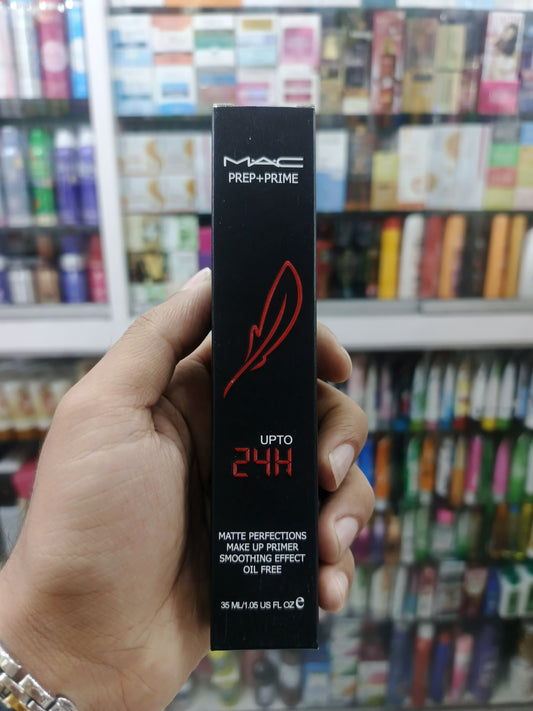 M·A·C
PREP+PRIME
UPTO
24H
MATTE PERFECTIONS
MAKE UP PRIMER
SMOOTHING EFFECT
OIL FREE
35 ML/1.05 US FL OZ e